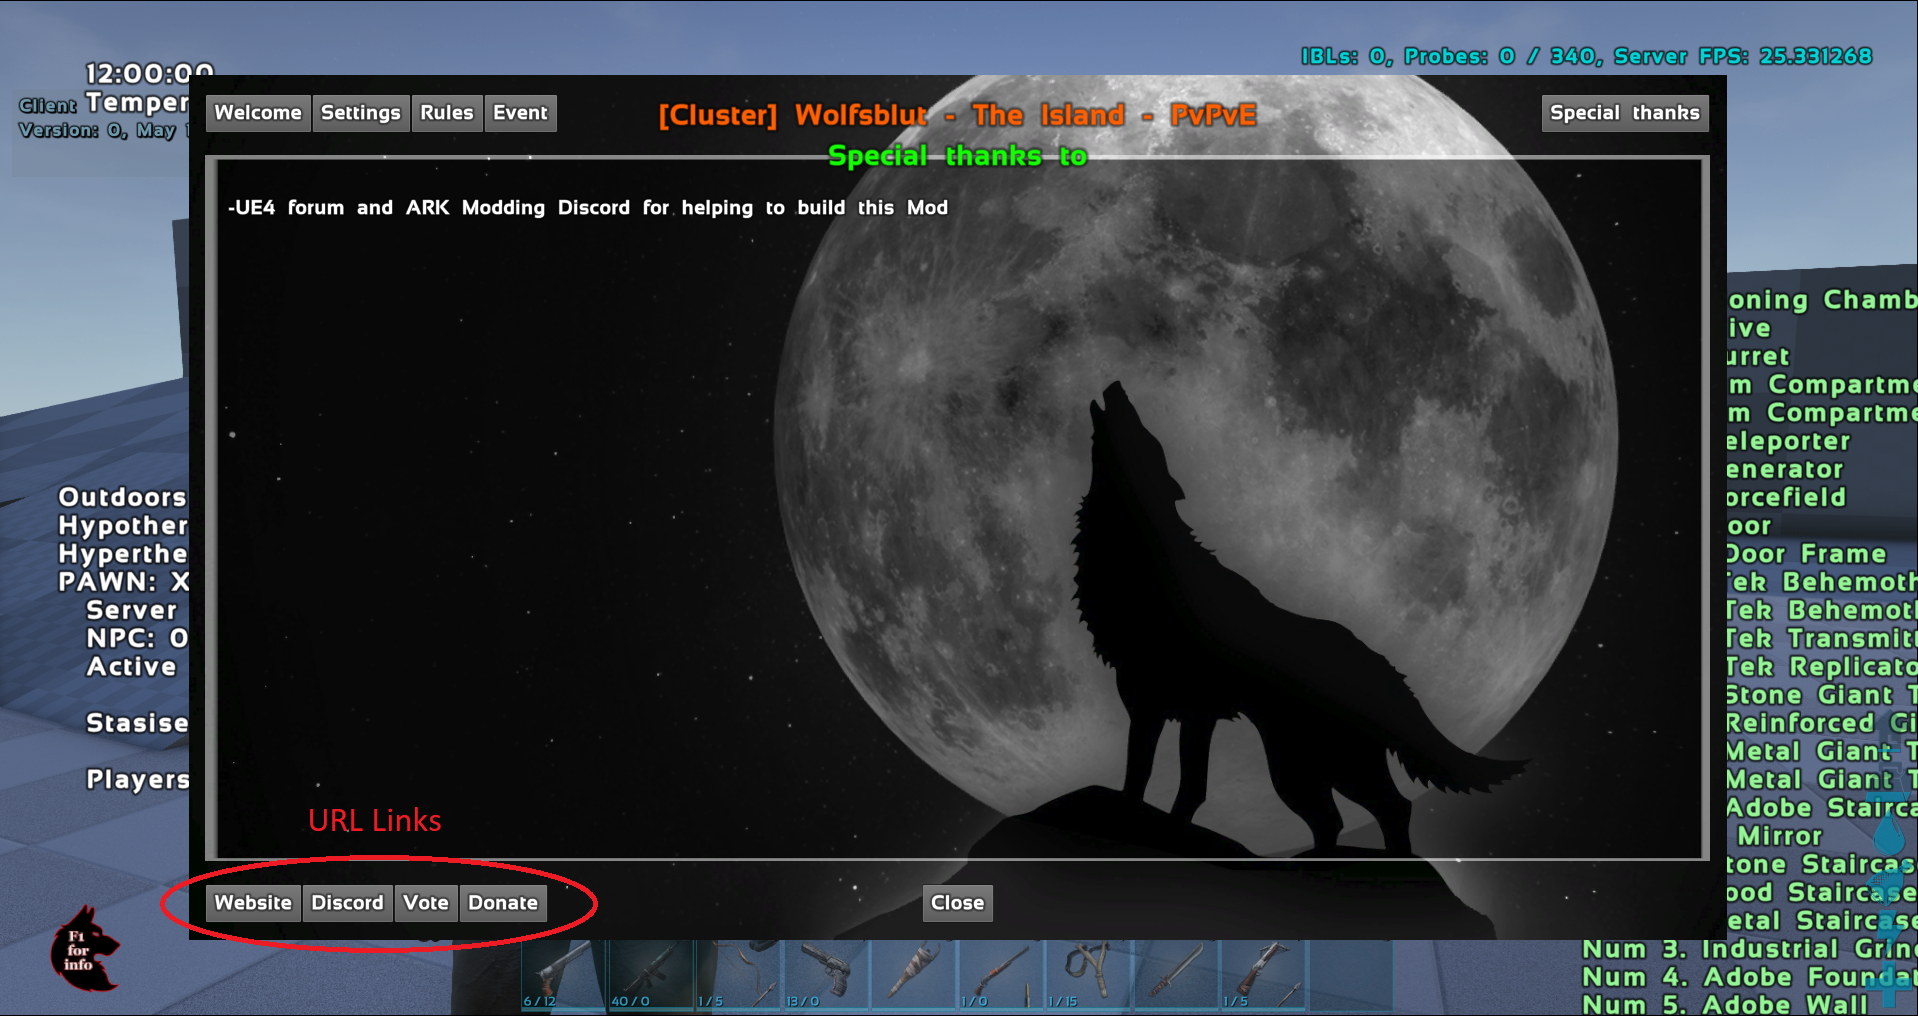 IBLs: 0, Probes: 0 / 340, Server FPS: 25.331268
12:00:00
Client
Temper
Version: 0, May 1
Welcome
Settings
Rules
Event
[Cluster] Wolfsblut - The Island - PvPvE
Special thanks
Special thanks to
-UE4 forum and ARK Modding Discord for helping to build this Mod
oning Chamb
ive
urret
m Compartme
m Compartme
eleporter
enerator
orcefield
oor
Door Frame
Tek Behemoth
Tek Behemoth
Tek Transmitt
Tek Replicato
Stone Giant T
Reinforced Gi
Metal Giant T
Metal Giant T
Adobe Stairca
Mirror
tone Staircas
ood Staircase
etal Staircase
Num 3. Industrial Grin
Num 4. Adobe Foundat
Num 5. Adobe Wall
Outdoors
Hypother
Hyperthe
PAWN: X
Server
NPC: 0
Active
Stasise
Players
URL Links
Website
Discord
Vote
Donate
Close
F1
for
info
6 / 12
40 / 0
1 / 5
13 / 0
1 / 0
1 / 15
1 / 5